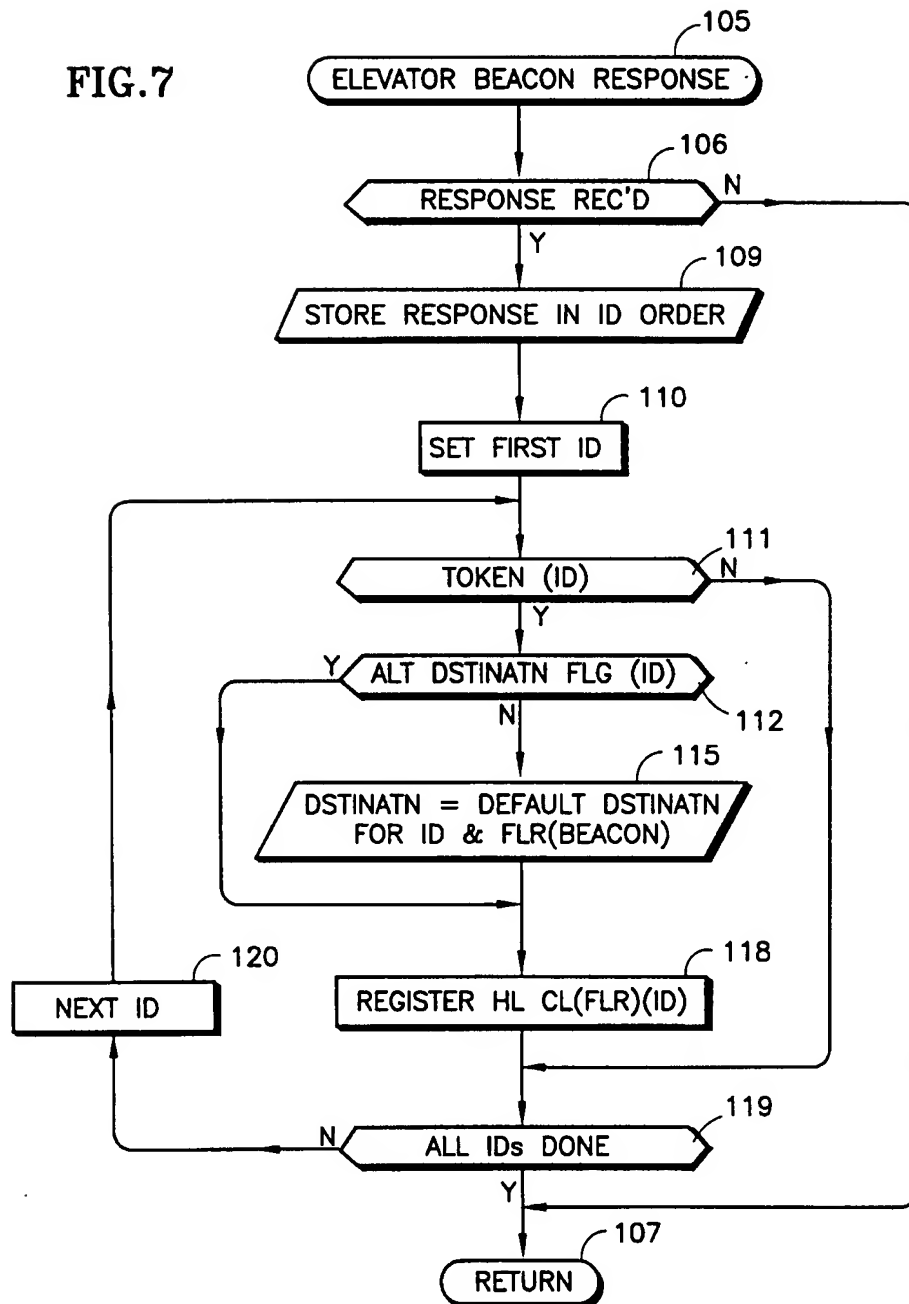 FIG.7
105
ELEVATOR BEACON RESPONSE
106
RESPONSE REC'D
N
Y
109
STORE RESPONSE IN ID ORDER
110
SET FIRST ID
111
TOKEN (ID)
N
Y
Y
ALT DSTINATN FLG (ID)
112
N
115
DSTINATN = DEFAULT DSTINATN
FOR ID & FLR(BEACON)
120
NEXT ID
118
REGISTER HL CL(FLR)(ID)
119
N
ALL IDs DONE
Y
107
RETURN